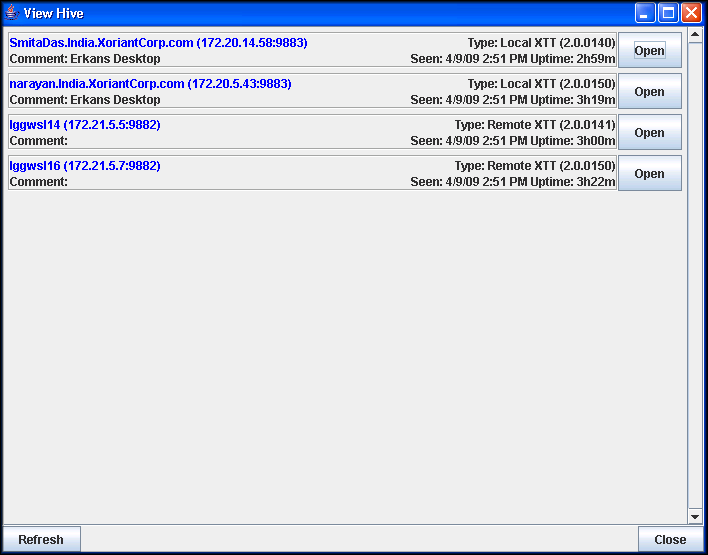 View Hive
SmitaDas.India.XoriantCorp.com (172.20.14.58:9883) Type: Local XTT (2.0.0140)
Comment: Erkans Desktop Seen: 4/9/09 2:51 PM Uptime: 2h59m
Open
narayan.India.XoriantCorp.com (172.20.5.43:9883) Type: Local XTT (2.0.0150)
Comment: Erkans Desktop Seen: 4/9/09 2:51 PM Uptime: 3h19m
Open
lggwsl14 (172.21.5.5:9882) Type: Remote XTT (2.0.0141)
Comment: Seen: 4/9/09 2:51 PM Uptime: 3h00m
Open
lggwsl16 (172.21.5.7:9882) Type: Remote XTT (2.0.0150)
Comment: Seen: 4/9/09 2:51 PM Uptime: 3h22m
Open
Refresh Close